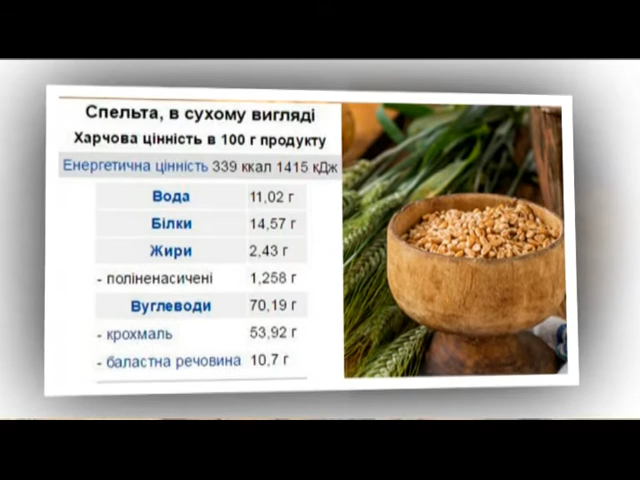 Спельта, в сухому вигляді
Харчова цінність в 100 г продукту
Енергетична цінність 339 ккал 1415 кДж
Вода 11,02 г
Білки 14,57 г
Жири 2,43 г
- поліненасичені 1,258 г
Вуглеводи 70,19 г
- крохмаль 53,92 г
- баластна речовина 10,7 г